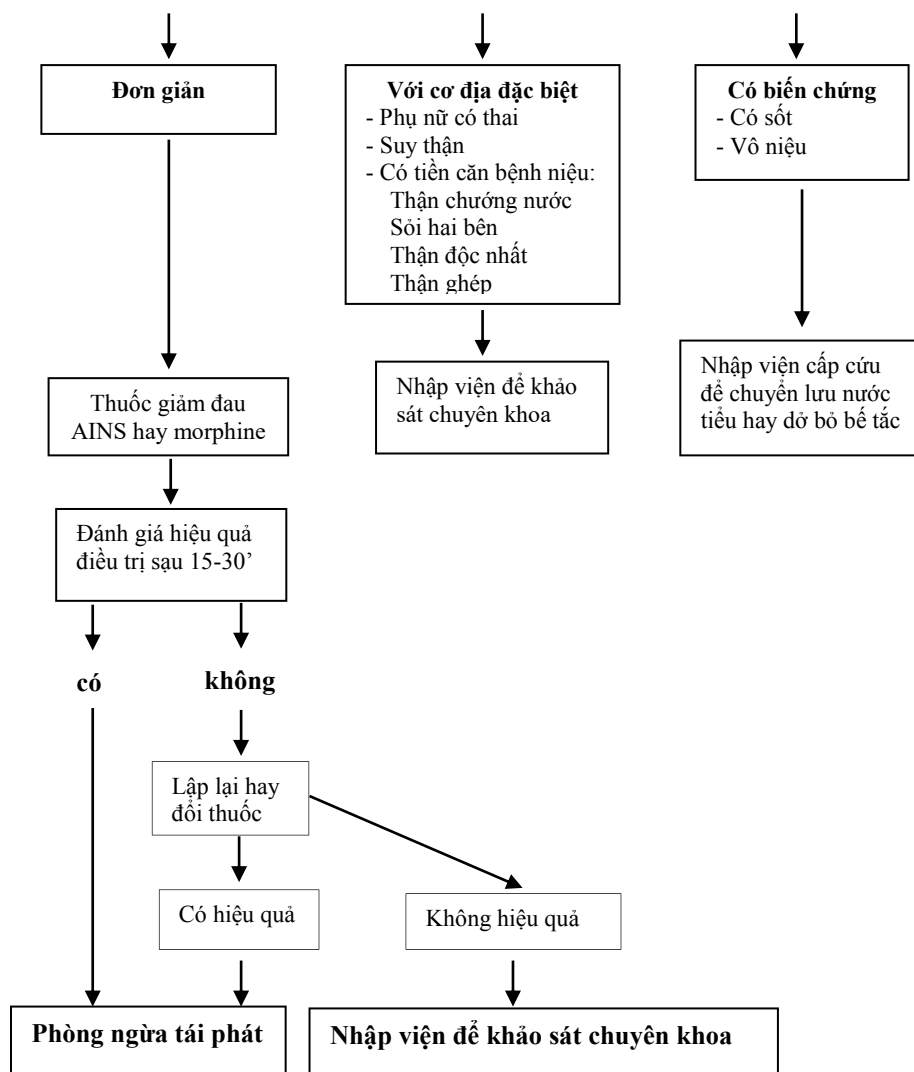 Đơn giản
Với cơ địa đặc biệt
- Phụ nữ có thai
- Suy thận
- Có tiền căn bệnh niệu:
Thận chướng nước
Sỏi hai bên
Thận độc nhất
Thận ghép
Có biến chứng
- Có sốt
- Vô niệu
Thuốc giảm đau
AINS hay morphine
Nhập viện để khảo
sát chuyên khoa
Nhập viện cấp cứu
để chuyển lưu nước
tiểu hay dở bỏ bế tắc
Đánh giá hiệu quả
điều trị sạu 15-30’
có
không
Lập lại hay
đổi thuốc
Có hiệu quả
Không hiệu quả
Phòng ngừa tái phát
Nhập viện để khảo sát chuyên khoa